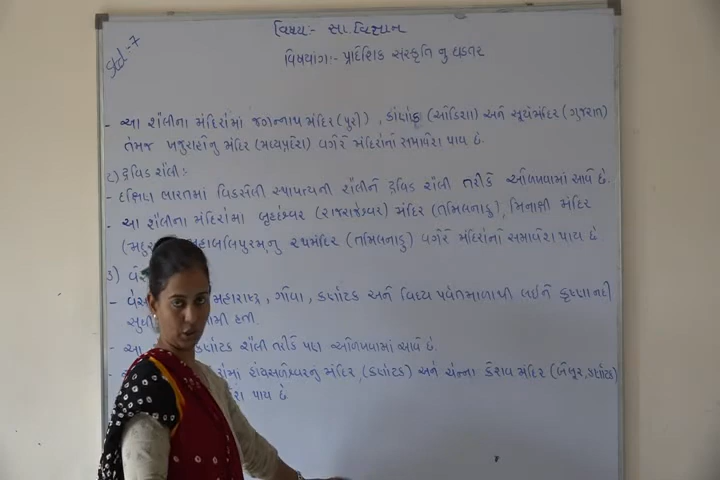 Std-7
વિષય:- સા.વિજ્ઞાન
વિષયાંગ:- પ્રાદેશિક સંસ્કૃતિ નુ ઘડતર
- આ શૈલીના મંદિરોમાં જગન્નાથ મંદિર(પુરી) , કોર્ણાક (ઓડિશા) અને સૂર્યમંદિર (ગુજરાત)
તેમજ ખજુરાહોનુ મંદિર (મધ્યપ્રદેશ) વગેરે મંદિરોનો સમાવેશ થાય છે.
૨) દ્રવિડ શૈલી:-
- દક્ષિણ ભારતમાં વિકસેલી સ્થાપત્યની શૈલીને દ્રવિડ શૈલી તરીકે ઓળખવામાં આવે છે.
- આ શૈલીના મંદિરોમા બૃહદેશ્વર (રાજરાજેશ્વર) મંદિર (તમિલનાડુ), મિનાક્ષી મંદિર
મહાબલિપુરમનુ રથમંદિર (તમિલનાડુ) વગેરે મંદિરોનો સમાવેશ થાય છે
૩)
- મહારાષ્ટ્ર , ગોવા , કર્ણાટક અને વિંધ્ય પર્વતમાળાથી લઈને કૃષ્ણા નદી
સુધી હતી.
- આ કર્ણાટક શૈલી તરીકે પણ ઓળખવામાં આવે છે.
હોયસળેશ્વરનુ મંદિર, (કર્ણાટક) અને ચેન્ના કેશવ મંદિર (બેલૂર, કર્ણાટક)
થાય છે